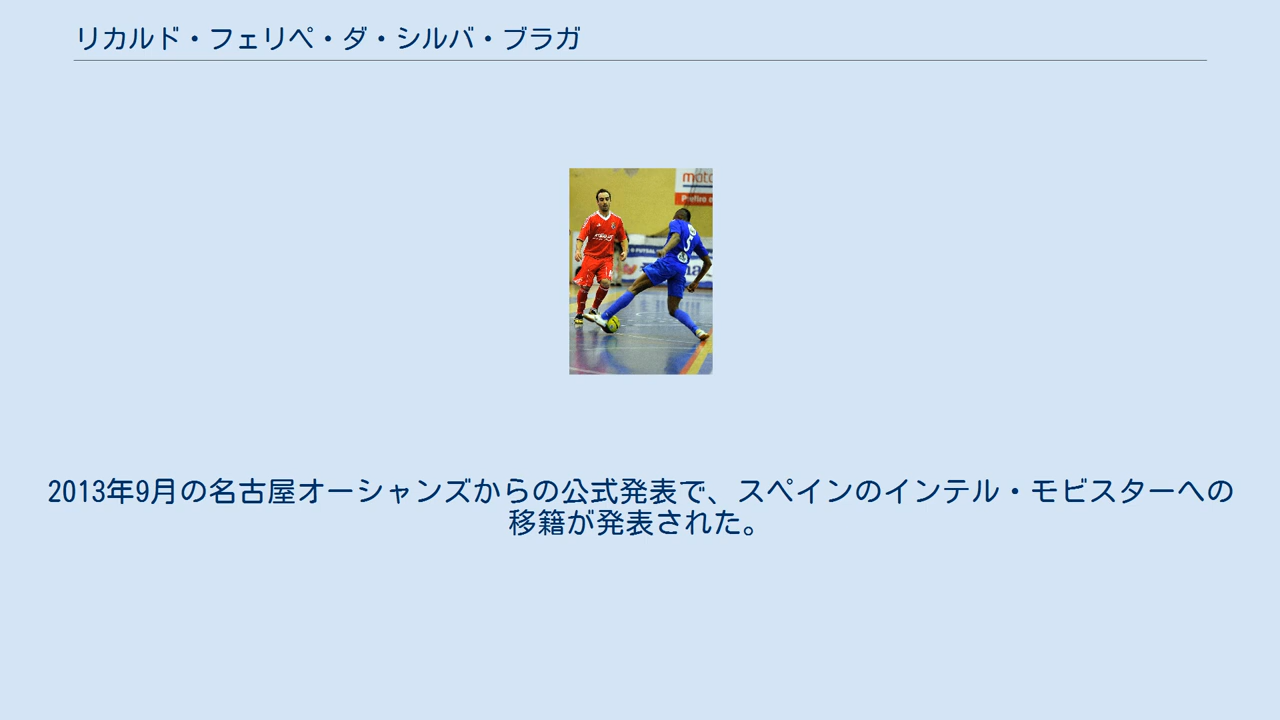 リカルド・フェリペ・ダ・シルバ・ブラガ
2013年9月の名古屋オーシャンズからの公式発表で、スペインのインテル・モビスターへの
移籍が発表された。